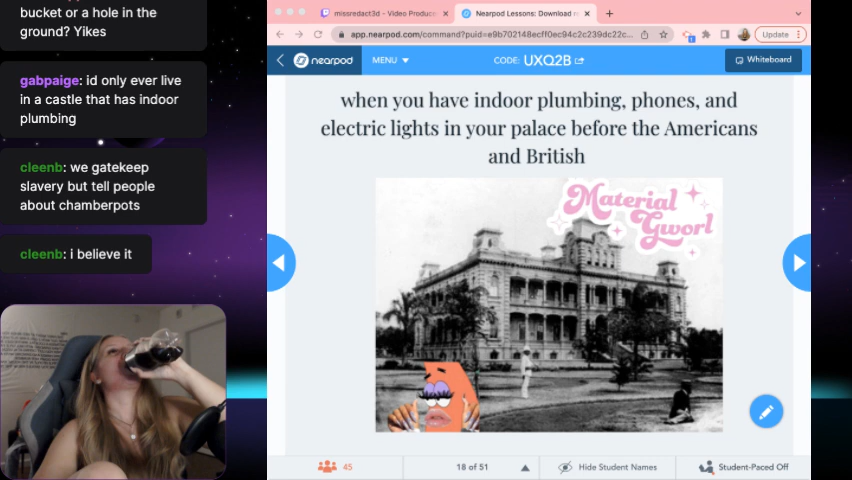 bucket or a hole in the
ground? Yikes
gabpaige: id only ever live
in a castle that has indoor
plumbing
cleenb: we gatekeep
slavery but tell people
about chamberpots
cleenb: i believe it
missredact3d - Video Produce
Nearpod Lessons: Download n
app.nearpod.com/command?puid=e9b702148ecff0ec94c2c239dc22c...
Update
nearpod
MENU
CODE: UXQ2B
Whiteboard
when you have indoor plumbing, phones, and
electric lights in your palace before the Americans
and British
Material
Gworl
45
18 of 51
Hide Student Names
Student-Paced Off